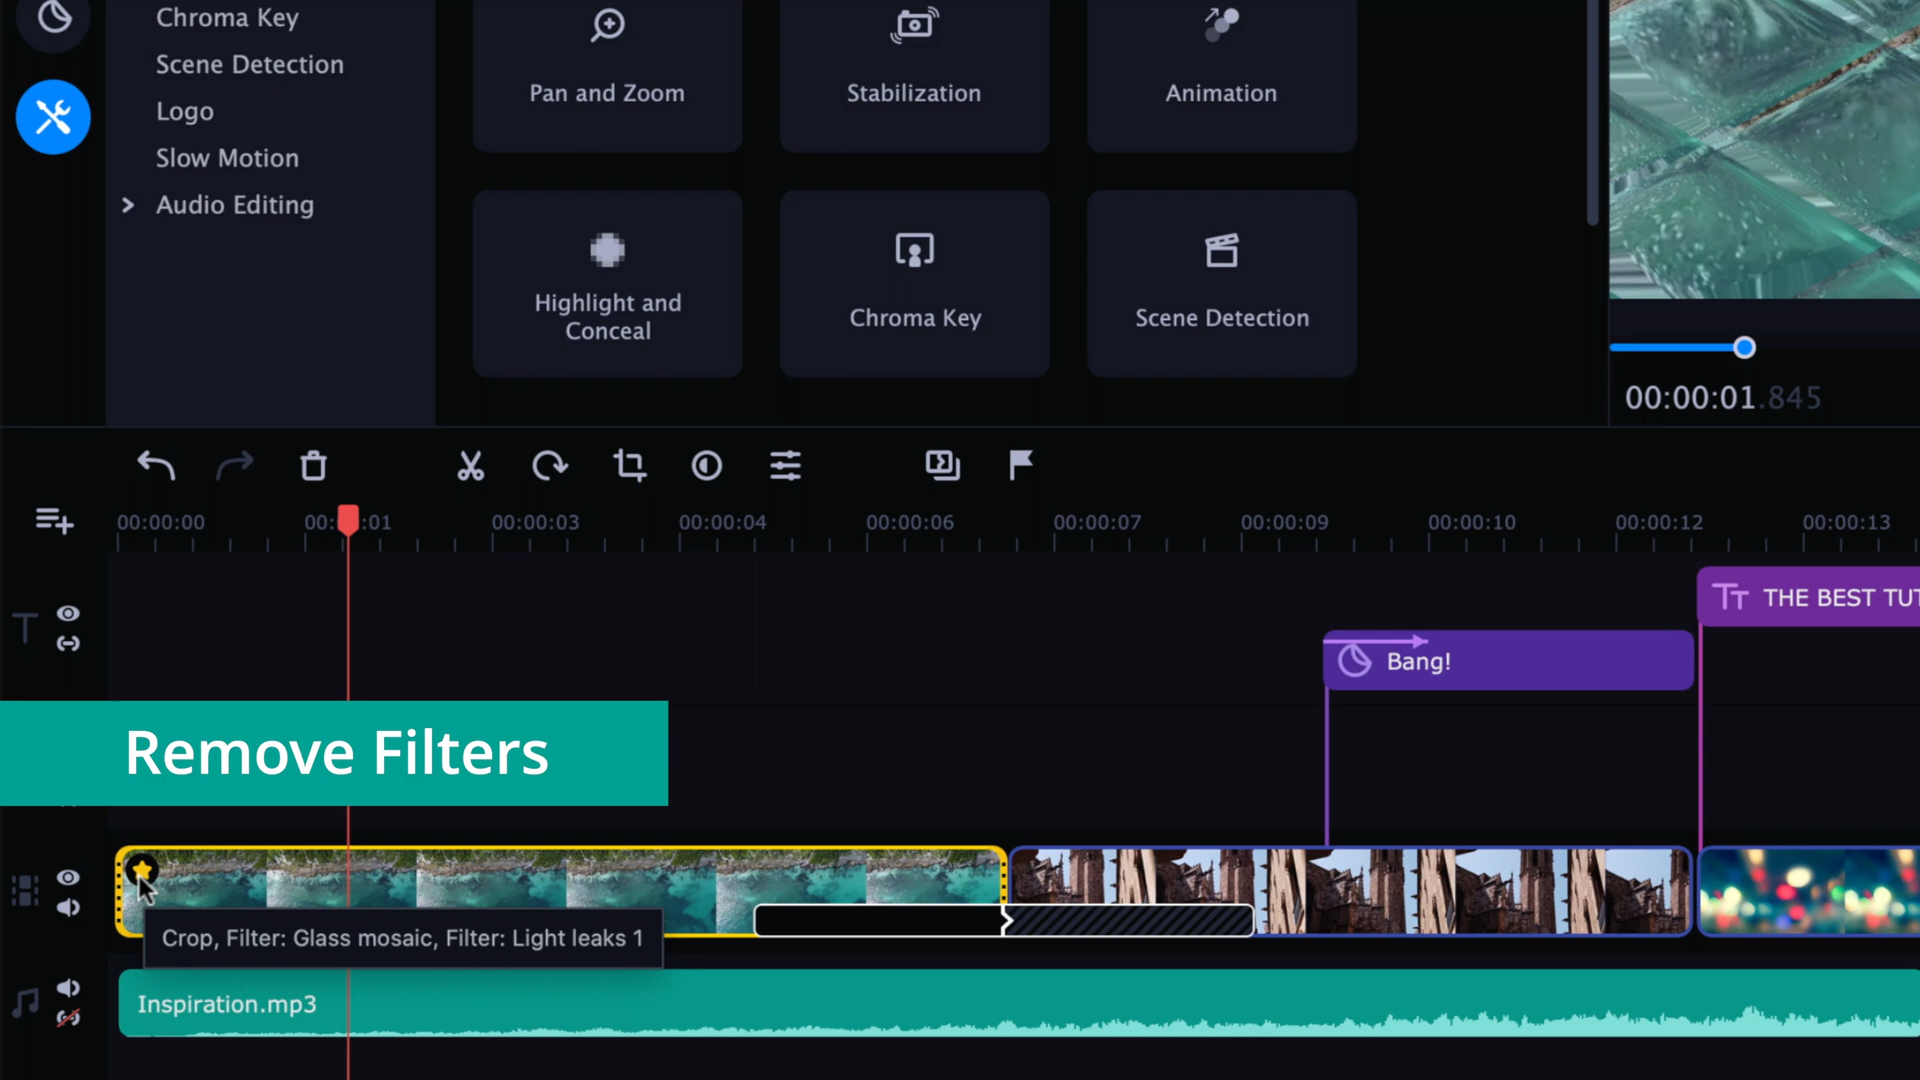 Chroma Key
Scene Detection
Logo
Slow Motion
Audio Editing
Pan and Zoom
Stabilization
Animation
Highlight and
Conceal
Chroma Key
Scene Detection
00:00:01.845
00:00:00
00:00:01
00:00:03
00:00:04
00:00:06
00:00:07
00:00:09
00:00:10
00:00:12
00:00:13
THE BEST TUT
Bang!
Remove Filters
Crop, Filter: Glass mosaic, Filter: Light leaks 1
Inspiration.mp3